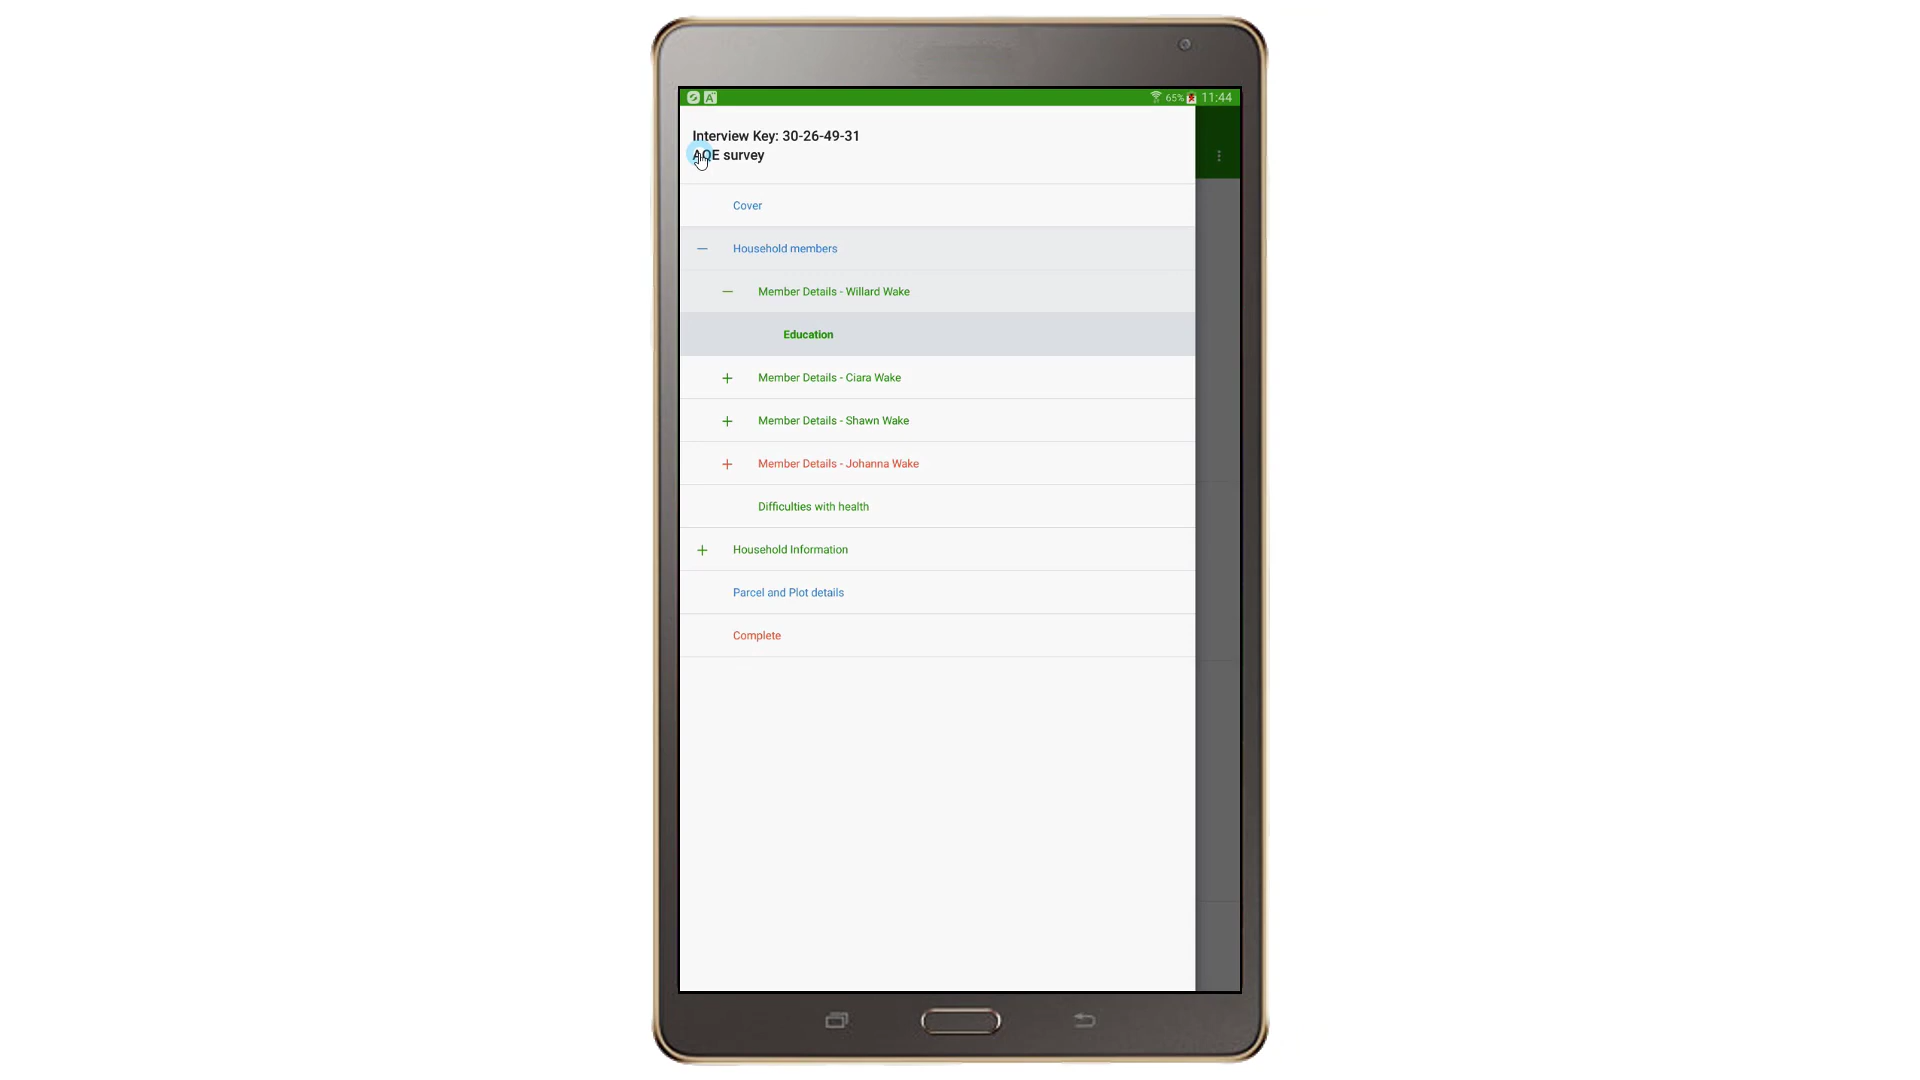 65% 11:44
Interview Key: 30-26-49-31
AQE survey
Cover
Household members
Member Details - Willard Wake
Education
Member Details - Ciara Wake
Member Details - Shawn Wake
Member Details - Johanna Wake
Difficulties with health
Household Information
Parcel and Plot details
Complete